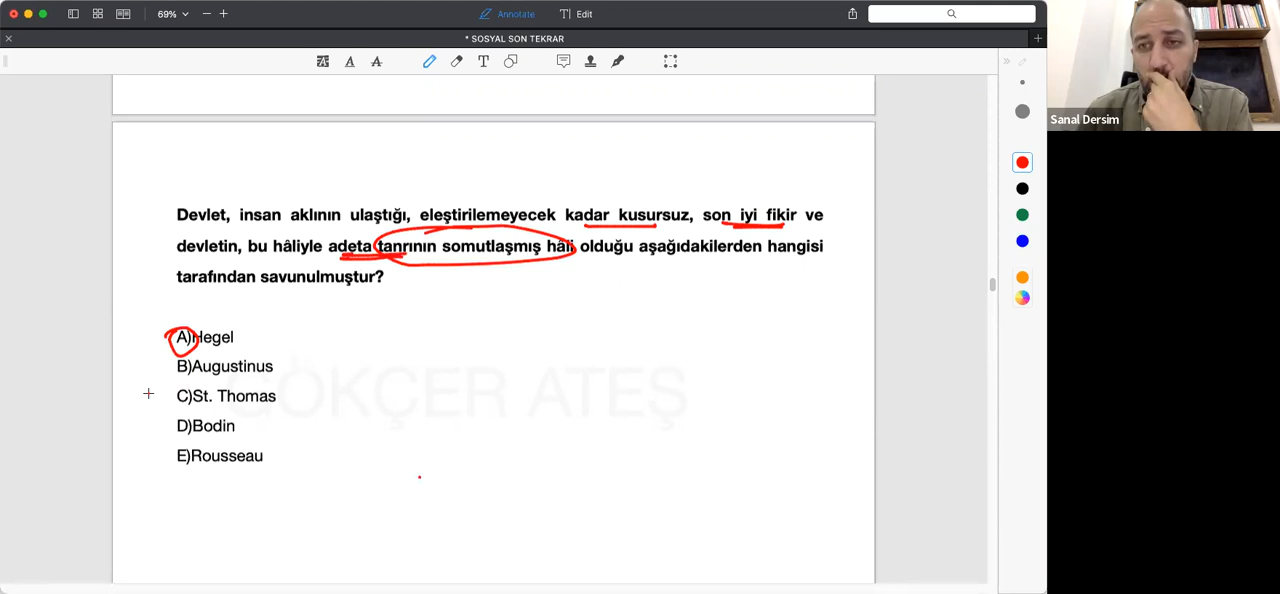 69%
Annotate
T Edit
* SOSYAL SON TEKRAR
Sanal Dersim
Devlet, insan aklının ulaştığı, eleştirilemeyecek kadar kusursuz, son iyi fikir ve
devletin, bu hâliyle adeta tanrının somutlaşmış hâli olduğu aşağıdakilerden hangisi
tarafından savunulmuştur?
A)Hegel
B)Augustinus
C)St. Thomas
D)Bodin
E)Rousseau
GÖKÇER ATEŞ